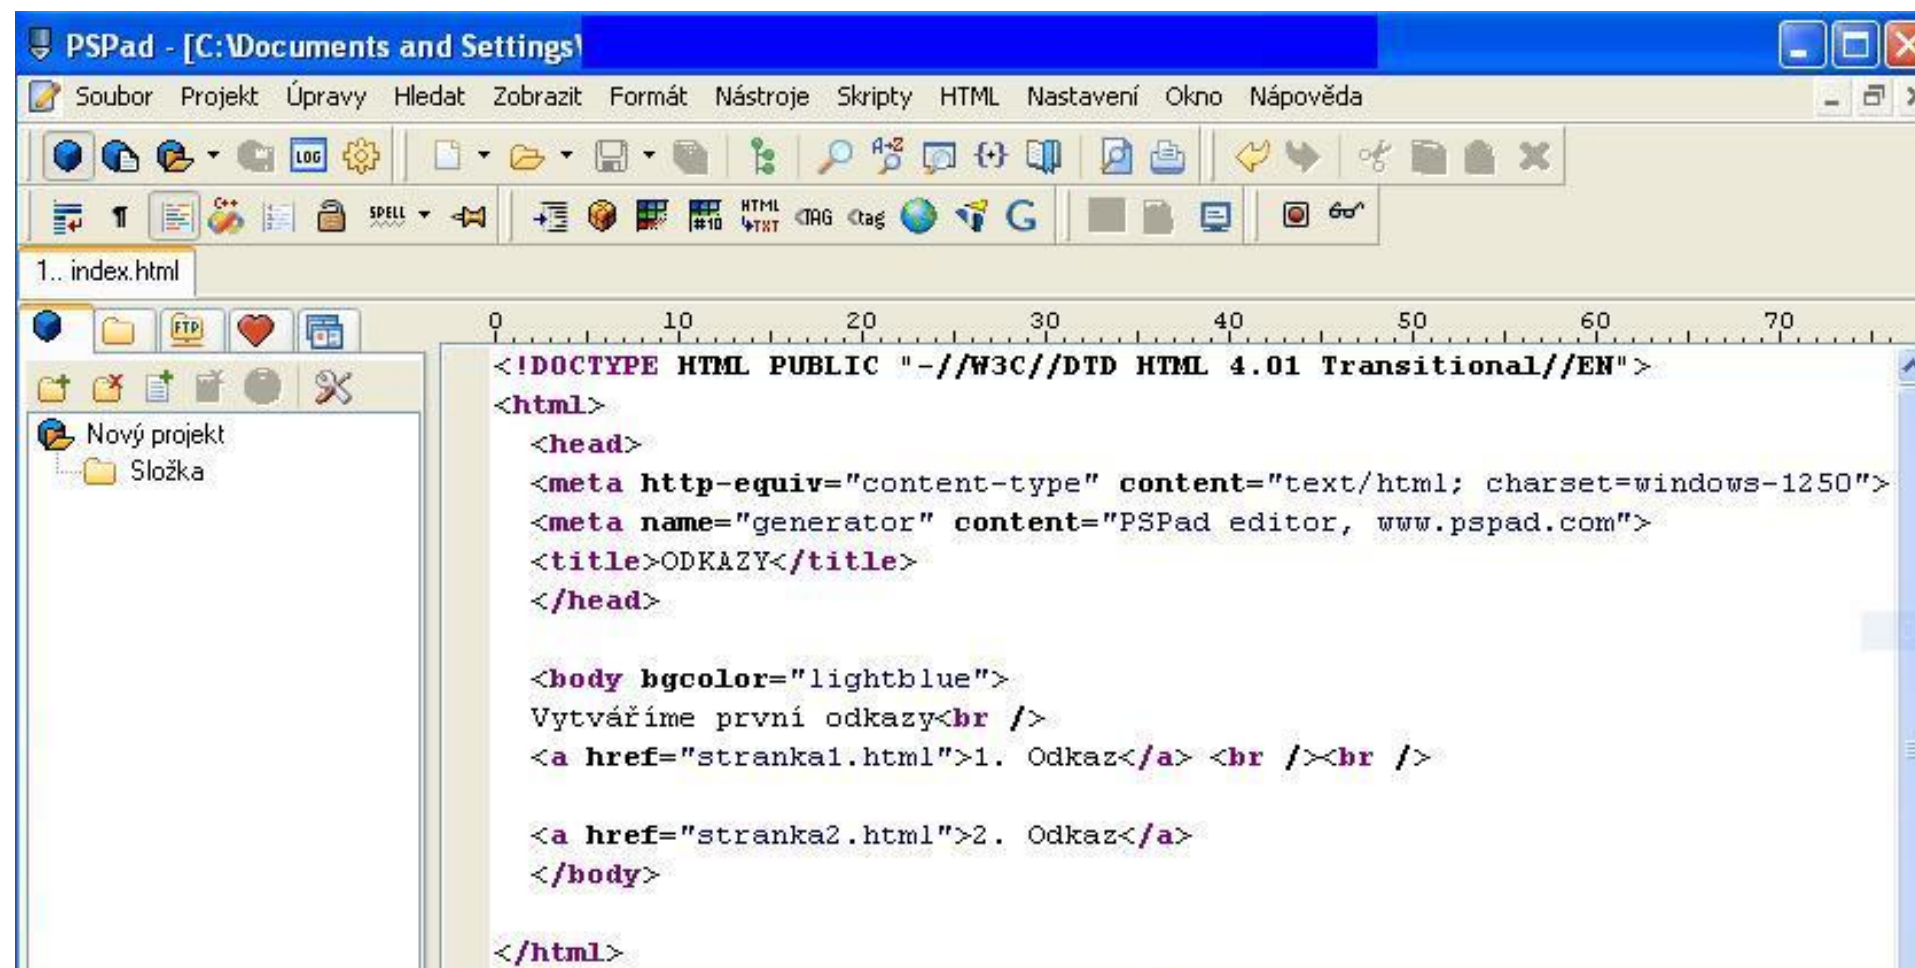 PSPad - [C:\Documents and Settings\
Soubor Projekt Úpravy Hledat Zobrazit Formát Nástroje Skripty HTML Nastavení Okno Nápověda
LOG A+Z
C++ SPELL #10 HTML TXT <TAG <tag G
1.. index.html
FTP
0 10 20 30 40 50 60 70
Nový projekt
Složka
<!DOCTYPE HTML PUBLIC "-//W3C//DTD HTML 4.01 Transitional//EN">
<html>
<head>
<meta http-equiv="content-type" content="text/html; charset=windows-1250">
<meta name="generator" content="PSPad editor, www.pspad.com">
<title>ODKAZY</title>
</head>
<body bgcolor="lightblue">
Vytváříme první odkazy<br />
<a href="stranka1.html">1. Odkaz</a> <br /><br />
<a href="stranka2.html">2. Odkaz</a>
</body>
</html>